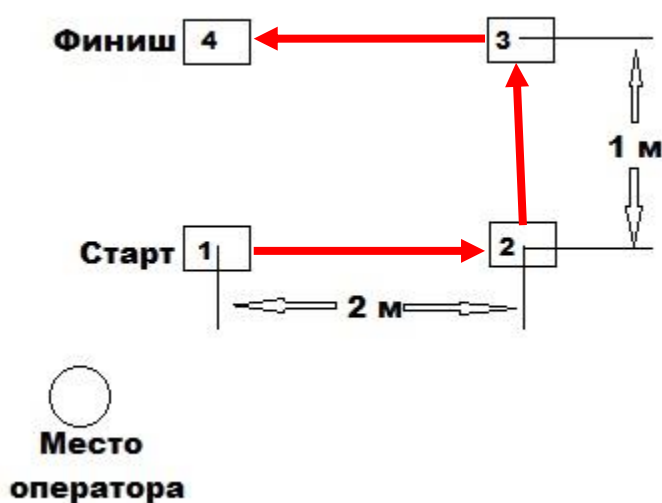 Финиш 4 3
1 м
Старт 1 2
2 м
Место
оператора